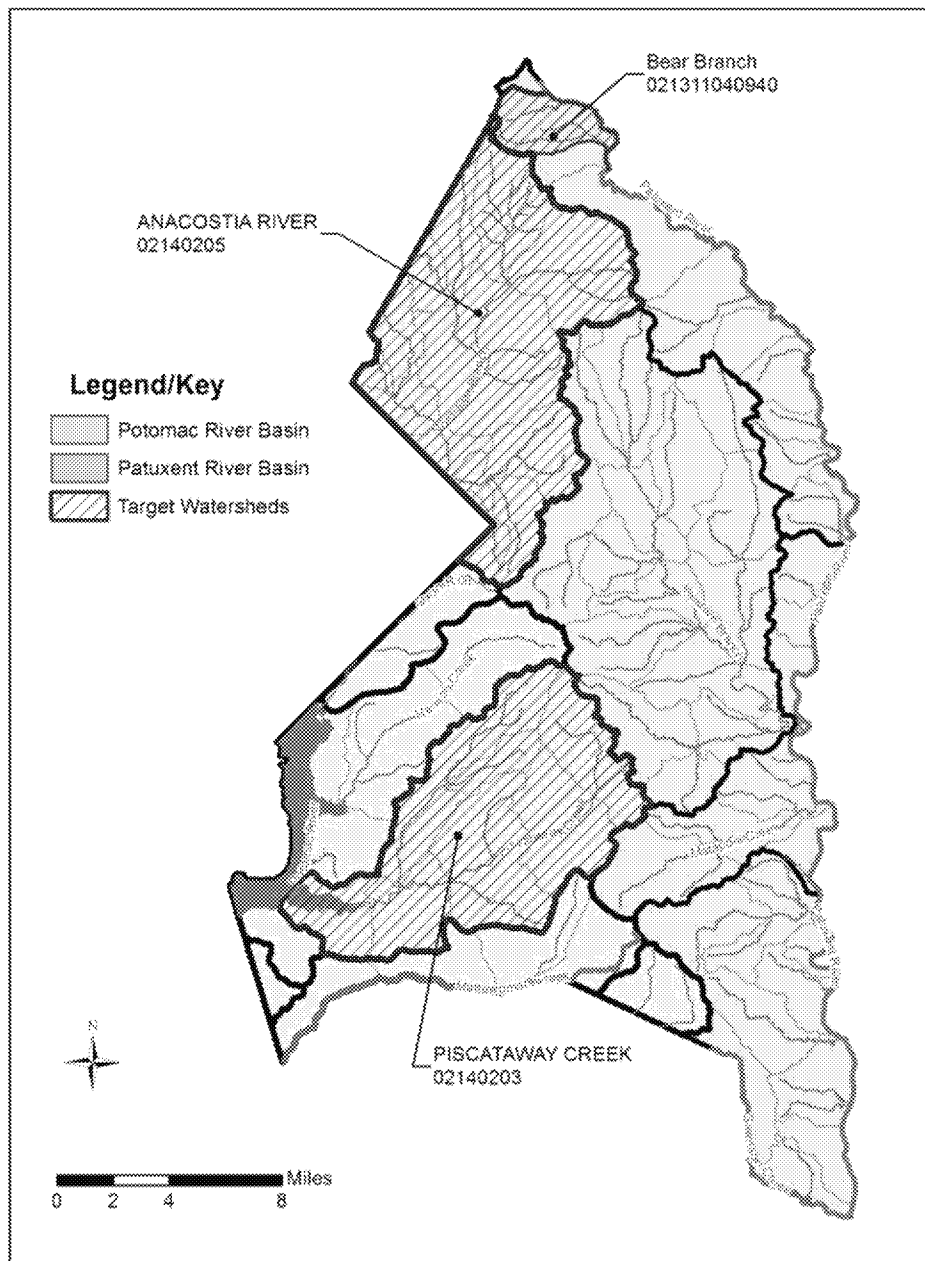 Bear Branch
021311040940
ANACOSTIA RIVER
02140205
Legend/Key
Potomac River Basin
Patuxent River Basin
Target Watersheds
PISCATAWAY CREEK
02140203
N
Miles
0 2 4 8